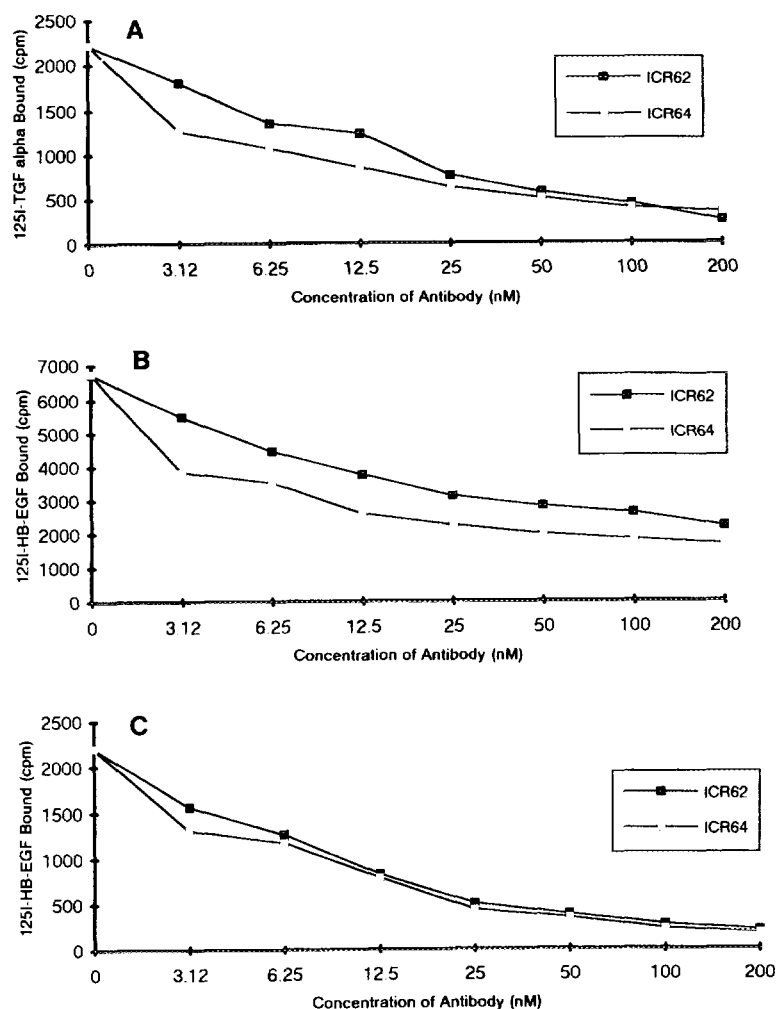 A
125I-TGF alpha Bound (cpm)
2500
2000
1500
1000
500
0
ICR62
ICR64
0 3.12 6.25 12.5 25 50 100 200
Concentration of Antibody (nM)
B
125I-HB-EGF Bound (cpm)
7000
6000
5000
4000
3000
2000
1000
0
ICR62
ICR64
0 3.12 6.25 12.5 25 50 100 200
Concentration of Antibody (nM)
C
125I-HB-EGF Bound (cpm)
2500
2000
1500
1000
500
0
ICR62
ICR64
0 3.12 6.25 12.5 25 50 100 200
Concentration of Antibody (nM)